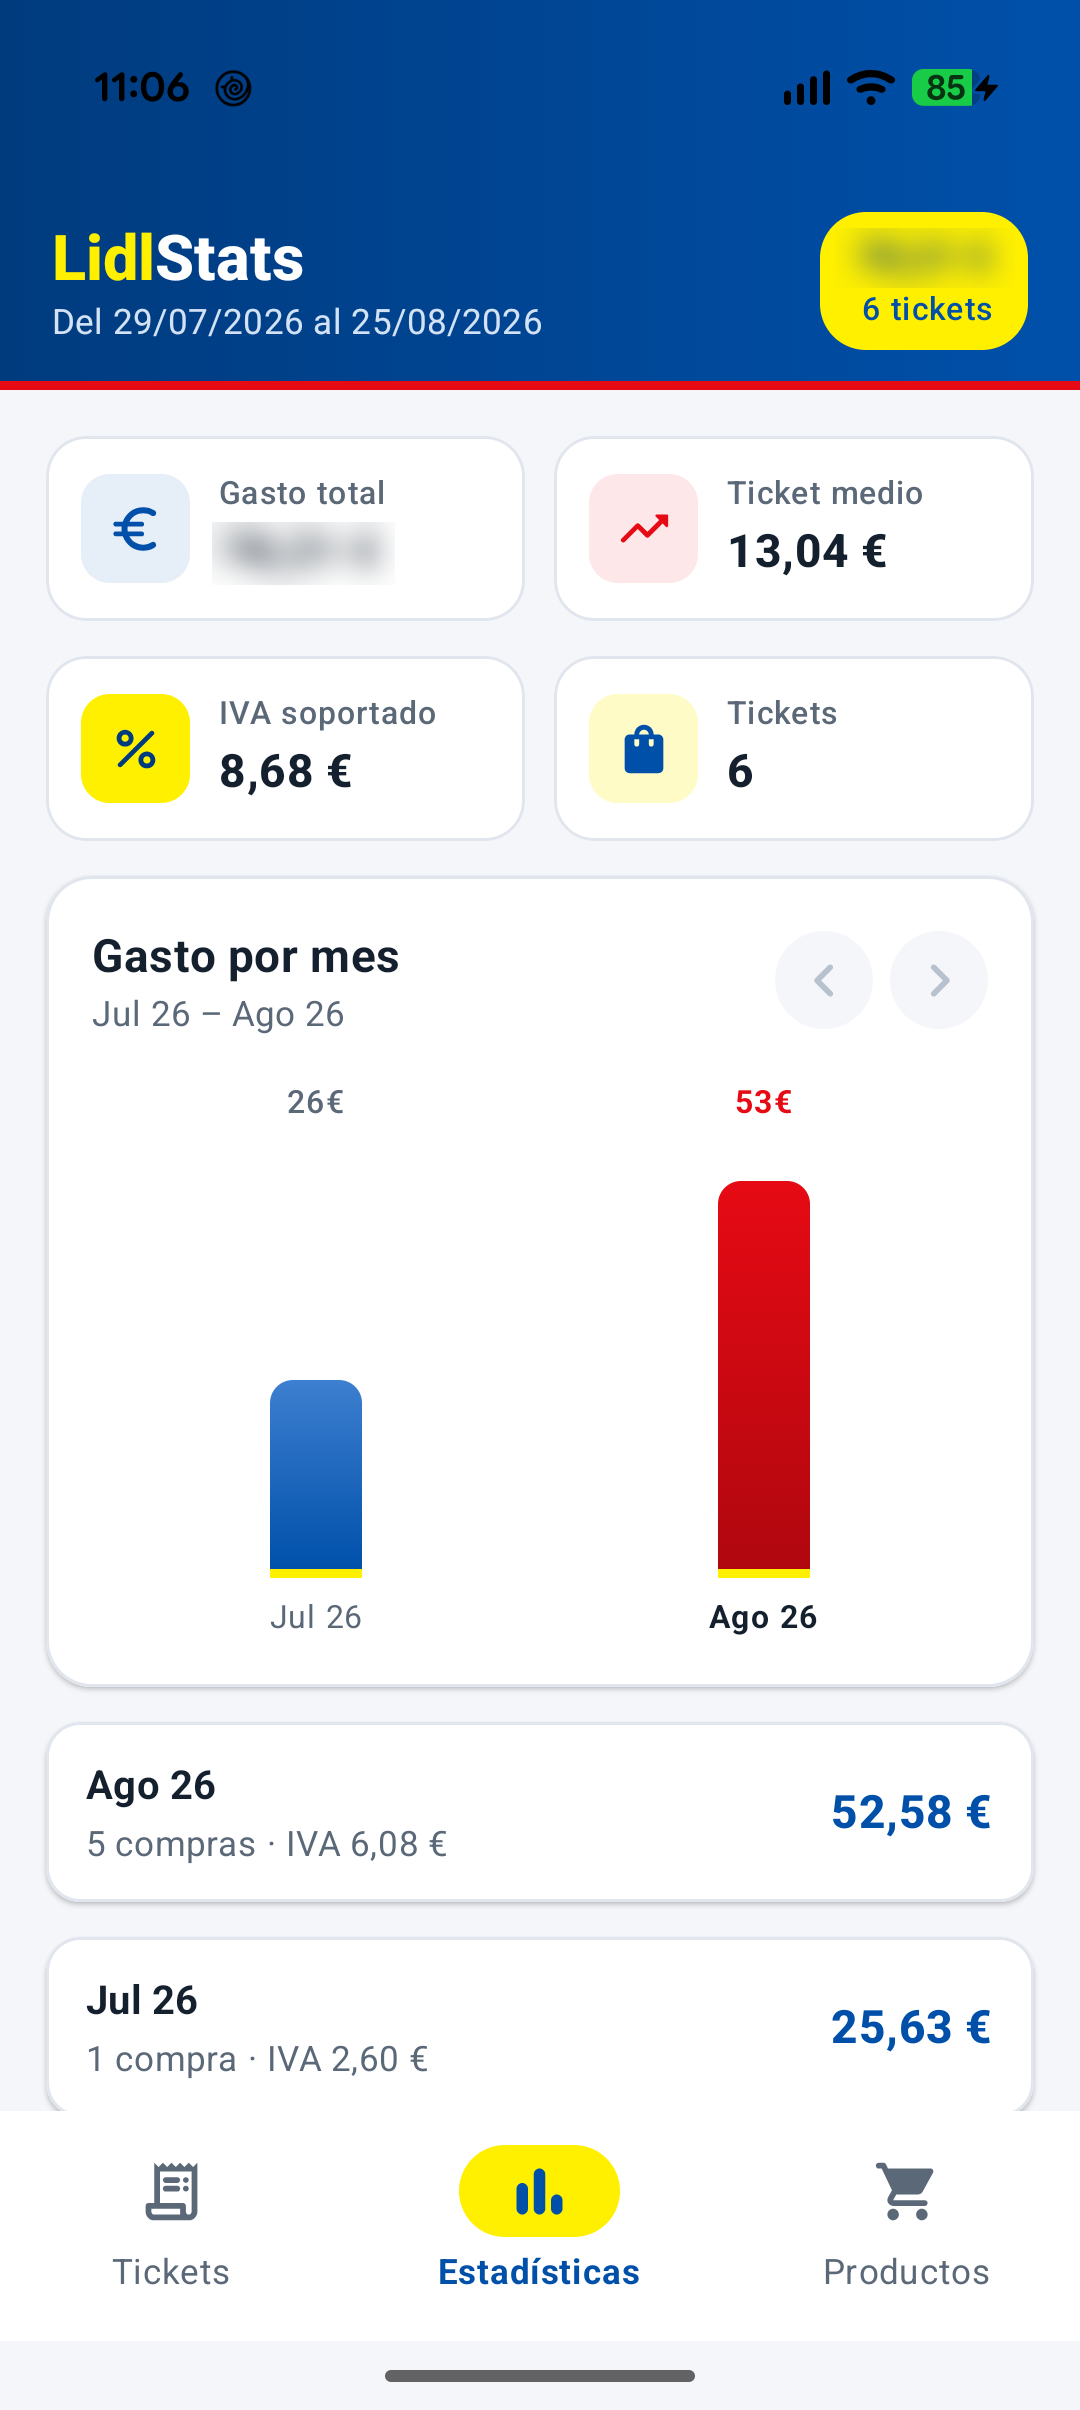 11:06
85
LidlStats
Del 29/07/2026 al 25/08/2026
6 tickets
Gasto total
Ticket medio
13,04 €
IVA soportado
8,68 €
Tickets
6
Gasto por mes
Jul 26 – Ago 26
26€
53€
Jul 26
Ago 26
Ago 26
5 compras · IVA 6,08 €
52,58 €
Jul 26
1 compra · IVA 2,60 €
25,63 €
Tickets
Estadísticas
Productos